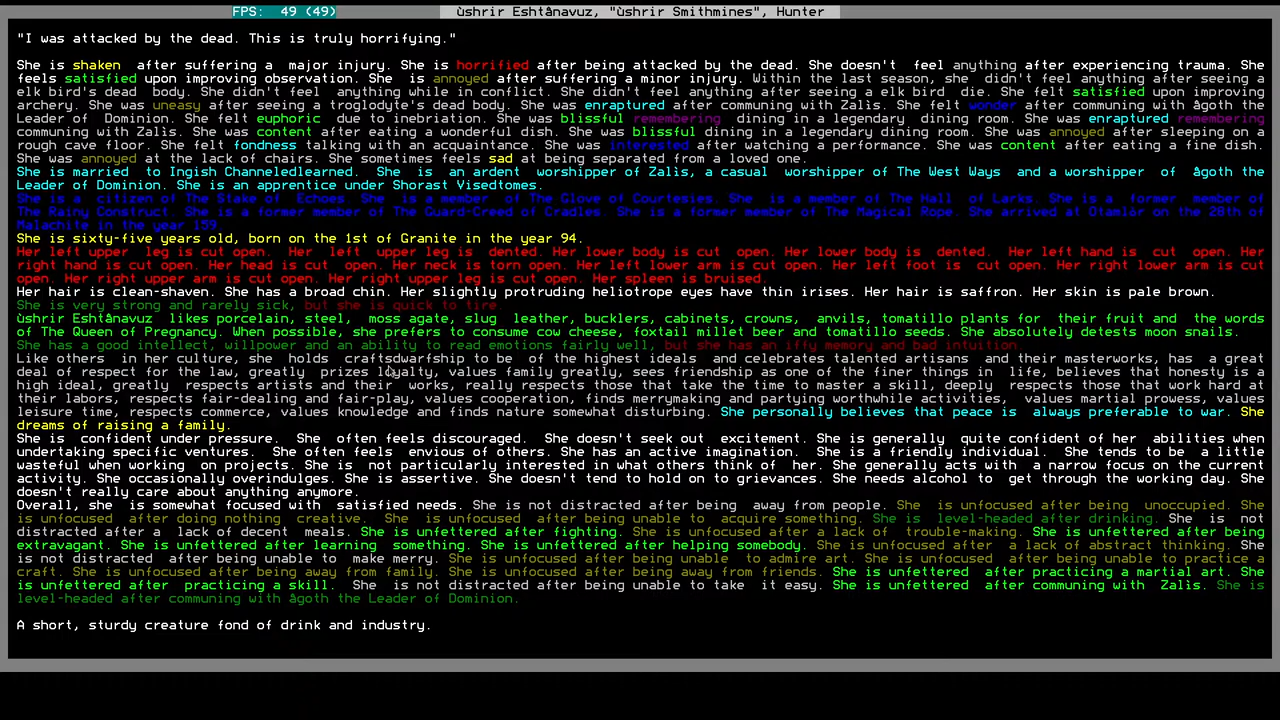 FPS: 49 (49)
ùshrir Eshtânavuz, "ùshrir Smithmines", Hunter
"I was attacked by the dead. This is truly horrifying."
She is shaken after suffering a major injury. She is horrified after being attacked by the dead. She doesn't feel anything after experiencing trauma. She
feels satisfied upon improving observation. She is annoyed after suffering a minor injury. Within the last season, she didn't feel anything after seeing a
elk bird's dead body. She didn't feel anything while in conflict. She didn't feel anything after seeing a elk bird die. She felt satisfied upon improving
archery. She was uneasy after seeing a troglodyte's dead body. She was enraptured after communing with Zalìs. She felt wonder after communing with âgoth the
Leader of Dominion. She felt euphoric due to inebriation. She was blissful remembering dining in a legendary dining room. She was enraptured remembering
communing with Zalìs. She was content after eating a wonderful dish. She was blissful dining in a legendary dining room. She was annoyed after sleeping on a
rough cave floor. She felt fondness talking with an acquaintance. She was interested after watching a performance. She was content after eating a fine dish.
She was annoyed at the lack of chairs. She sometimes feels sad at being separated from a loved one.
She is married to Ingish Channeledlearned. She is an ardent worshipper of Zalìs, a casual worshipper of The West Ways and a worshipper of âgoth the
Leader of Dominion. She is an apprentice under Shorast Visedtomes.
She is a citizen of The Stake of Echoes. She is a member of The Glove of Courtesies. She is a member of The Hall of Larks. She is a former member of
The Rainy Construct. She is a former member of The Guard-Creed of Cradles. She is a former member of The Magical Rope. She arrived at Otamlâr on the 20th of
Malachite in the year 159.
She is sixty-five years old, born on the 1st of Granite in the year 94.
Her left upper leg is cut open. Her left upper leg is dented. Her lower body is cut open. Her lower body is dented. Her left hand is cut open. Her
right hand is cut open. Her head is cut open. Her neck is torn open. Her left lower arm is cut open. Her left foot is cut open. Her right lower arm is cut
open. Her right upper arm is cut open. Her right upper leg is cut open. Her spleen is bruised.
Her hair is clean-shaven. She has a broad chin. Her slightly protruding heliotrope eyes have thin irises. Her hair is saffron. Her skin is pale brown.
She is very strong and rarely sick, but she is quick to tire.
ùshrir Eshtânavuz likes porcelain, steel, moss agate, slug leather, bucklers, cabinets, crowns, anvils, tomatillo plants for their fruit and the words
of The Queen of Pregnancy. When possible, she prefers to consume cow cheese, foxtail millet beer and tomatillo seeds. She absolutely detests moon snails.
She has a good intellect, willpower and an ability to read emotions fairly well, but she has an iffy memory and bad intuition.
Like others in her culture, she holds craftsdwarfship to be of the highest ideals and celebrates talented artisans and their masterworks, has a great
deal of respect for the law, greatly prizes loyalty, values family greatly, sees friendship as one of the finer things in life, believes that honesty is a
high ideal, greatly respects artists and their works, really respects those that take the time to master a skill, deeply respects those that work hard at
their labors, respects fair-dealing and fair-play, values cooperation, finds merrymaking and partying worthwhile activities, values martial prowess, values
leisure time, respects commerce, values knowledge and finds nature somewhat disturbing. She personally believes that peace is always preferable to war. She
dreams of raising a family.
She is confident under pressure. She often feels discouraged. She doesn't seek out excitement. She is generally quite confident of her abilities when
undertaking specific ventures. She often feels envious of others. She has an active imagination. She is a friendly individual. She tends to be a little
wasteful when working on projects. She is not particularly interested in what others think of her. She generally acts with a narrow focus on the current
activity. She occasionally overindulges. She is assertive. She doesn't tend to hold on to grievances. She needs alcohol to get through the working day. She
doesn't really care about anything anymore.
Overall, she is somewhat focused with satisfied needs. She is not distracted after being away from people. She is unfocused after being unoccupied. She
is unfocused after doing nothing creative. She is unfocused after being unable to acquire something. She is level-headed after drinking. She is not
distracted after a lack of decent meals. She is unfettered after fighting. She is unfocused after a lack of trouble-making. She is unfettered after being
extravagant. She is unfettered after learning something. She is unfettered after helping somebody. She is unfocused after a lack of abstract thinking. She
is not distracted after being unable to make merry. She is unfocused after being unable to admire art. She is unfocused after being unable to practice a
craft. She is unfocused after being away from family. She is unfocused after being away from friends. She is unfettered after practicing a martial art. She
is unfettered after practicing skill. She is not distracted after being unable to take it easy. She is unfettered after communing with Zalìs. She is
level-headed after communing with âgoth the Leader of Dominion.
A short, sturdy creature fond of drink and industry.